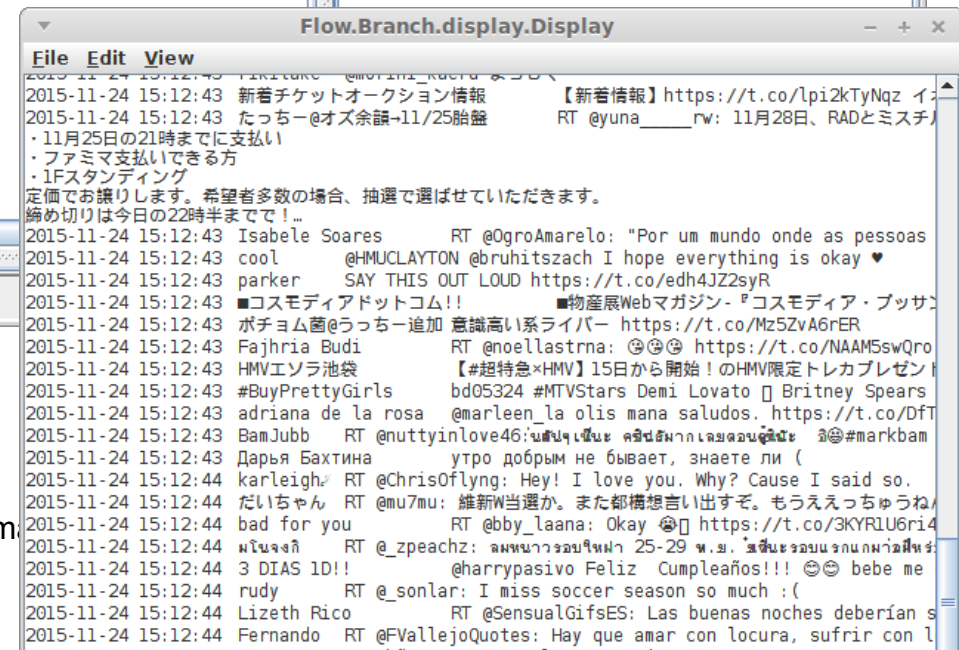 Flow.Branch.display.Display
File Edit View
2015-11-24 15:12:43
2015-11-24 15:12:43 新着チケットオークション情報 【新着情報】https://t.co/lpi2kTyNqz
2015-11-24 15:12:43 たっちー@オズ余韻→11/25胎盤 RT @yuna_____rw: 11月28日、RADとミスチル
・11月25日の21時までに支払い
・ファミマ支払いできる方
・1Fスタンディング
定価でお譲りします。希望者多数の場合、抽選で選ばせていただきます。
締め切りは今日の22時半までで！…
2015-11-24 15:12:43 Isabele Soares RT @OgroAmarelo: "Por um mundo onde as pessoas
2015-11-24 15:12:43 cool @HMUCLAYTON @bruhitszach I hope everything is okay ♥
2015-11-24 15:12:43 parker SAY THIS OUT LOUD https://t.co/edh4JZ2syR
2015-11-24 15:12:43 ■コスモディアドットコム!! ■物産展Webマガジン-『コスモディア・プッサン
2015-11-24 15:12:43 ポチョム菌@うっちー追加 意識高い系ライバー https://t.co/Mz5ZvA6rER
2015-11-24 15:12:43 Fajhria Budi RT @noellastrna: 😘😘😘 https://t.co/NAAM5swQro
2015-11-24 15:12:43 HMVエソラ池袋 【#超特急×HMV】15日から開始！のHMV限定トレカプレゼント
2015-11-24 15:12:43 #BuyPrettyGirls bd05324 #MTVStars Demi Lovato Britney Spears
2015-11-24 15:12:43 adriana de la rosa @marleen_la olis mana saludos. https://t.co/DfT
2015-11-24 15:12:43 BamJubb RT @nuttyinlove46: #markbam
2015-11-24 15:12:43 Дарья Бахтина утро добрым не бывает, знаете ли (
2015-11-24 15:12:44 karleigh RT @ChrisOflyng: Hey! I love you. Why? Cause I said so.
2015-11-24 15:12:44 だいちゃん RT @mu7mu: 維新W当選か。また都構想言い出すぞ。もうええっちゅうねん
2015-11-24 15:12:44 bad for you RT @bby_laana: Okay 😭 https://t.co/3KYR1U6ri4
2015-11-24 15:12:44 มโนจงกิ RT @_zpeachz: 25-29 พ.ย.
2015-11-24 15:12:44 3 DIAS 1D!! @harrypasivo Feliz Cumpleaños!!! 😊😊 bebe me
2015-11-24 15:12:44 rudy RT @_sonlar: I miss soccer season so much :(
2015-11-24 15:12:44 Lizeth Rico RT @SensualGifsES: Las buenas noches deberían s
2015-11-24 15:12:44 Fernando RT @FVallejoQuotes: Hay que amar con locura, sufrir con l